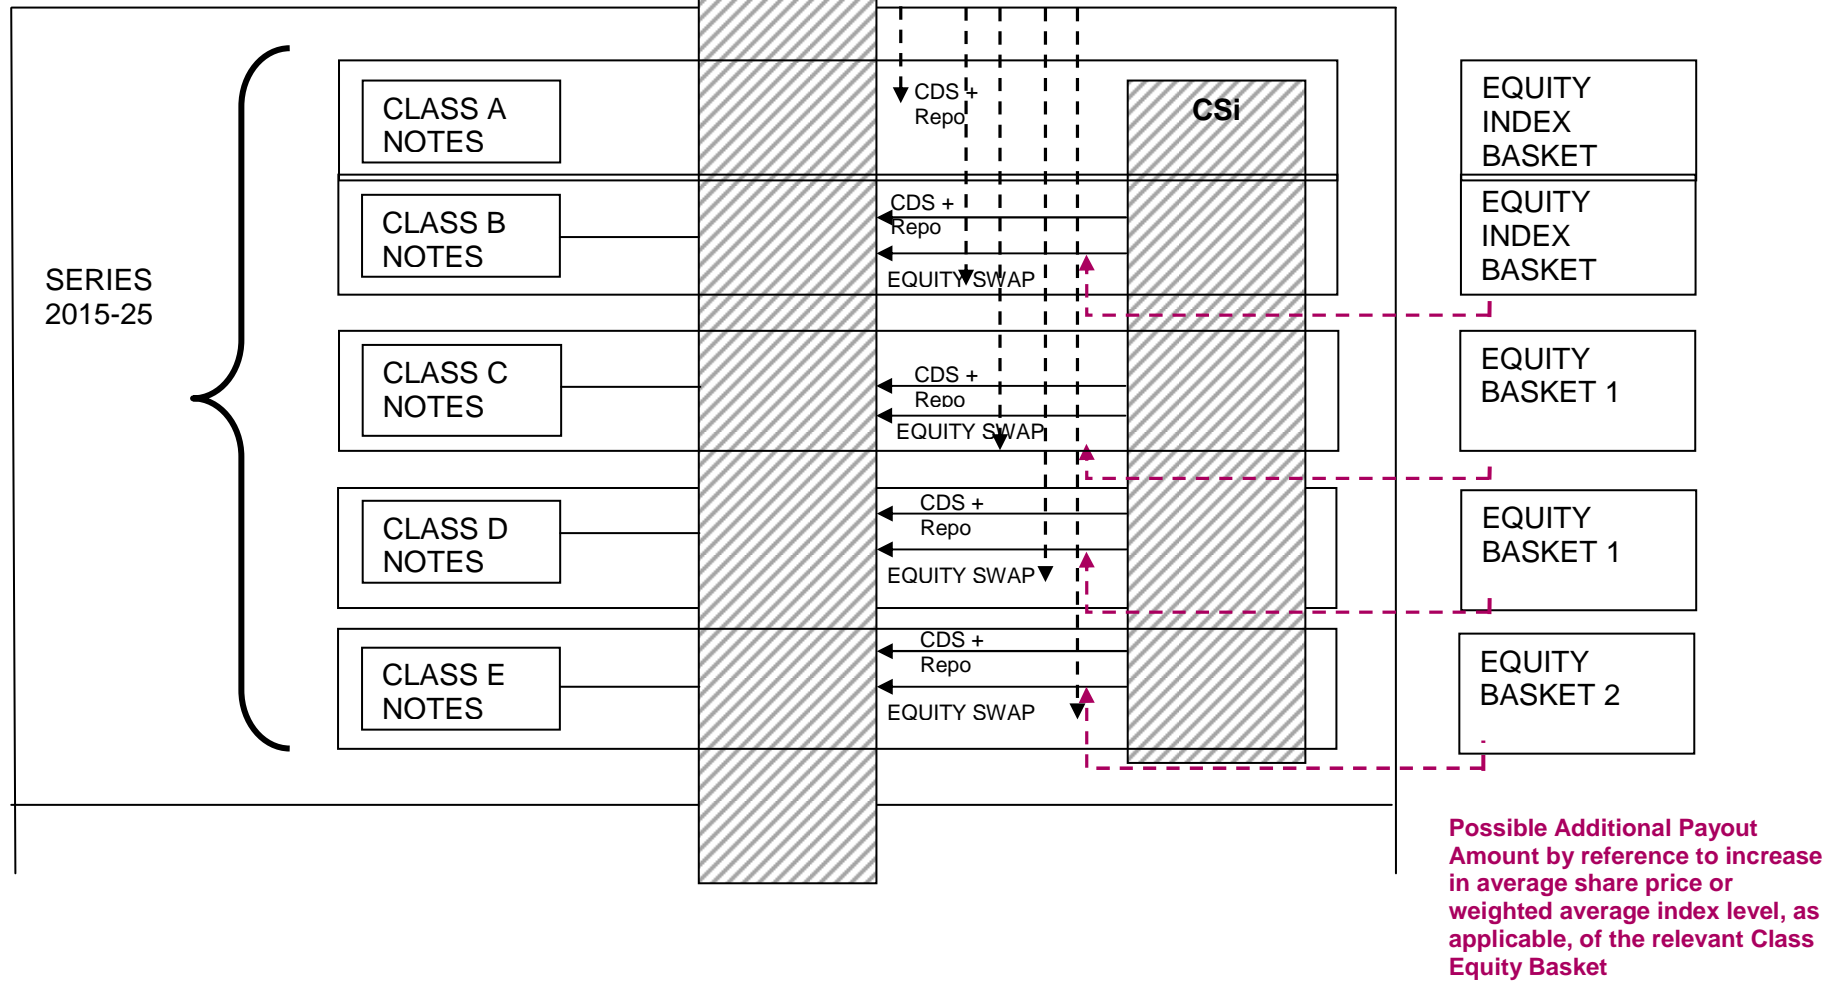 SERIES
2015-25
CLASS A
NOTES
CDS +
Repo
CSi
EQUITY
INDEX
BASKET
CLASS B
NOTES
CDS +
Repo
EQUITY SWAP
EQUITY
INDEX
BASKET
CLASS C
NOTES
CDS +
Repo
EQUITY SWAP
EQUITY
BASKET 1
CLASS D
NOTES
CDS +
Repo
EQUITY SWAP
EQUITY
BASKET 1
CLASS E
NOTES
CDS +
Repo
EQUITY SWAP
EQUITY
BASKET 2
Possible Additional Payout
Amount by reference to increase
in average share price or
weighted average index level, as
applicable, of the relevant Class
Equity Basket